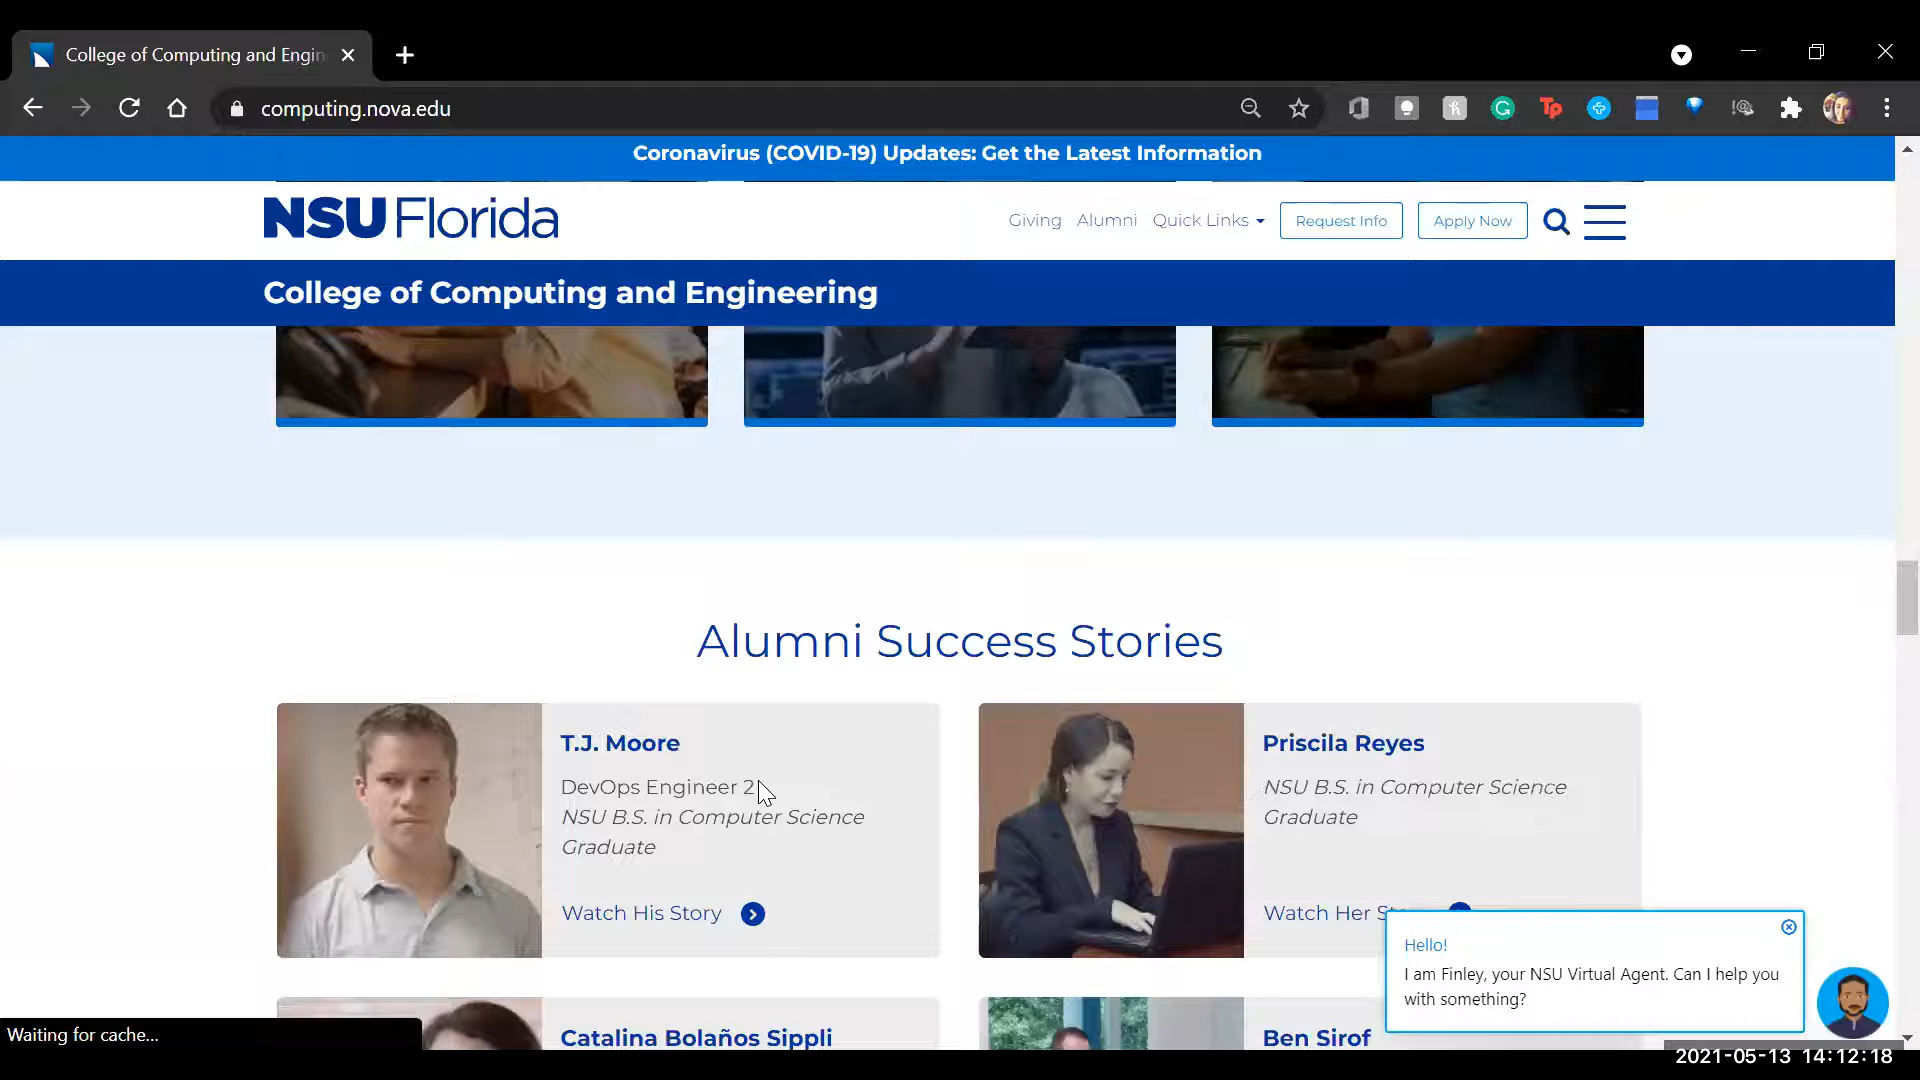 College of Computing and Engin
computing.nova.edu
Coronavirus (COVID-19) Updates: Get the Latest Information
NSU Florida
Giving Alumni Quick Links Request Info Apply Now
College of Computing and Engineering
Alumni Success Stories
T.J. Moore
DevOps Engineer 2
NSU B.S. in Computer Science
Graduate
Watch His Story
Priscila Reyes
NSU B.S. in Computer Science
Graduate
Watch Her St
Catalina Bolaños Sippli
Ben Sirof
Hello!
I am Finley, your NSU Virtual Agent. Can I help you
with something?
Waiting for cache...
2021-05-13 14:12:18